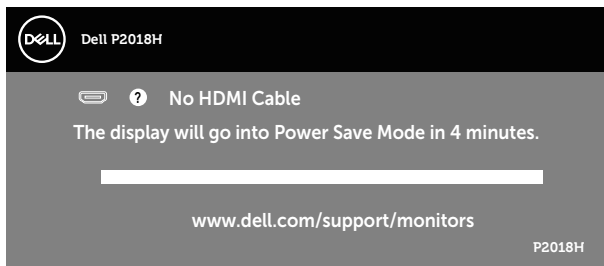 DELL
Dell P2018H
? No HDMI Cable
The display will go into Power Save Mode in 4 minutes.
www.dell.com/support/monitors
P2018H